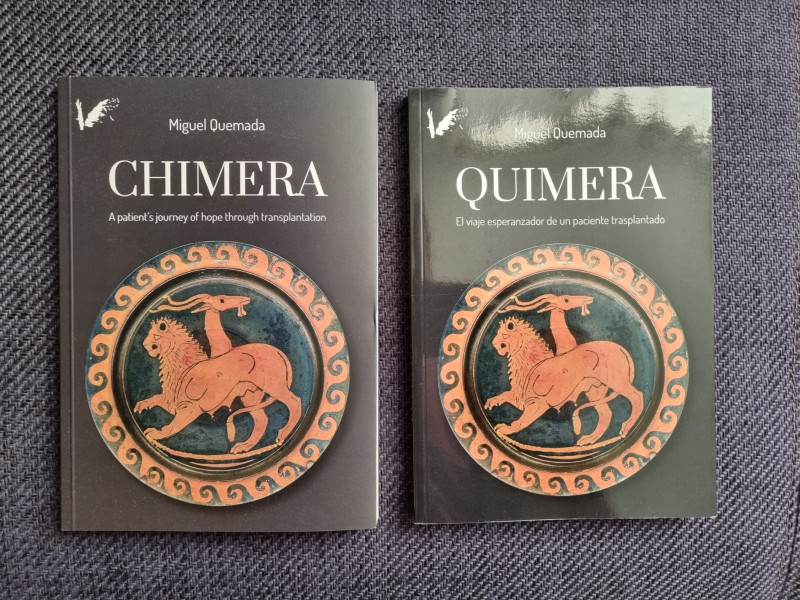 Miguel Quemada
CHIMERA
A patient's journey of hope through transplantation
Miguel Quemada
QUIMERA
El viaje esperanzador de un paciente trasplantado